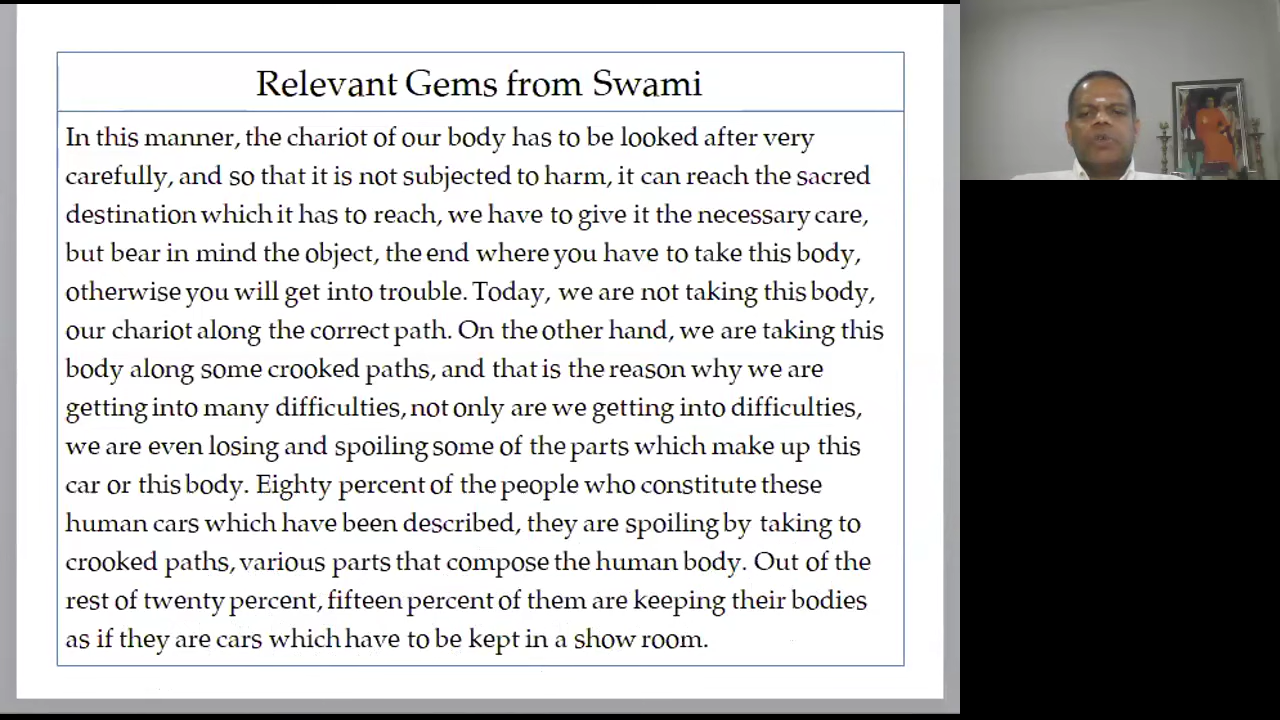 Relevant Gems from Swami
In this manner, the chariot of our body has to be looked after very
carefully, and so that it is not subjected to harm, it can reach the sacred
destination which it has to reach, we have to give it the necessary care,
but bear in mind the object, the end where you have to take this body,
otherwise you will get into trouble. Today, we are not taking this body,
our chariot along the correct path. On the other hand, we are taking this
body along some crooked paths, and that is the reason why we are
getting into many difficulties, not only are we getting into difficulties,
we are even losing and spoiling some of the parts which make up this
car or this body. Eighty percent of the people who constitute these
human cars which have been described, they are spoiling by taking to
crooked paths, various parts that compose the human body. Out of the
rest of twenty percent, fifteen percent of them are keeping their bodies
as if they are cars which have to be kept in a show room.